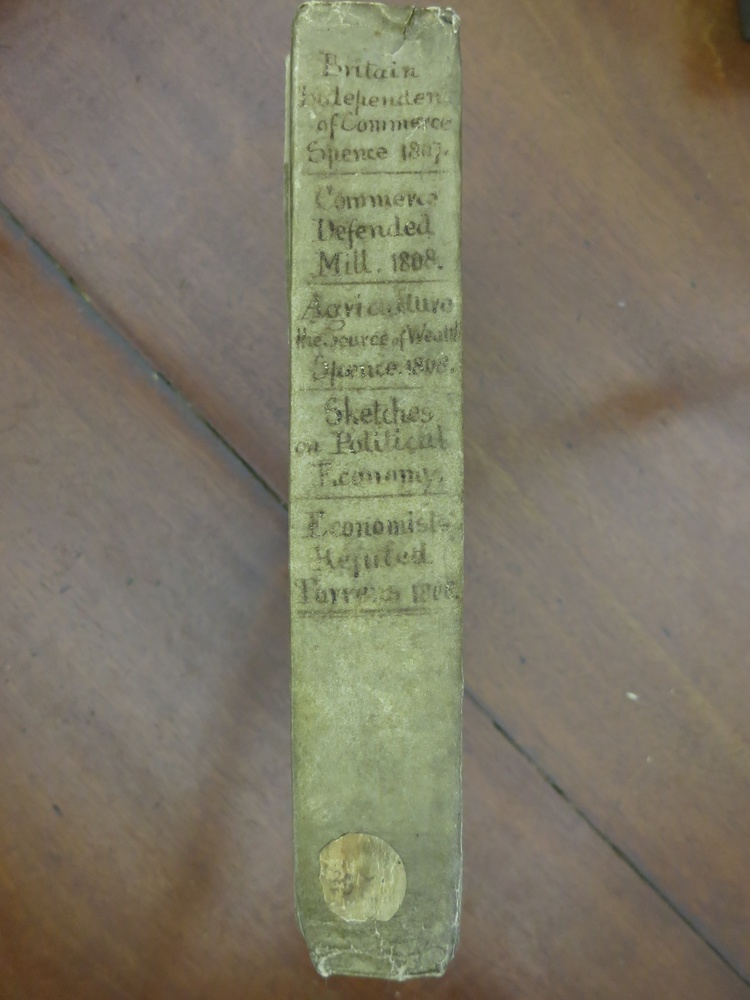 Britain
Independent
of Commerce
Spence 1807.
Commerce
Defended
Mill. 1808.
Agriculture
the Source of Wealth
Spence. 1808.
Sketches
on Political
Economy.
Economists
Refuted
Torrens 1808.